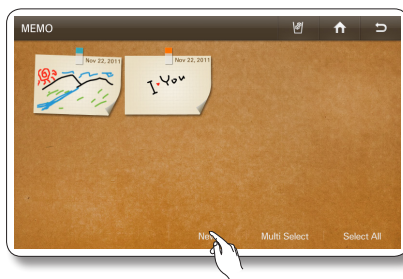 MEMO
Nov 22, 2011
Nov 22, 2011
I You
Multi Select
Select All